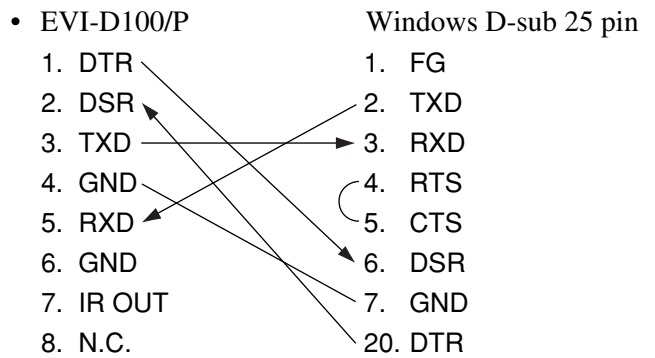 • EVI-D100/P Windows D-sub 25 pin
1. DTR 1. FG
2. DSR 2. TXD
3. TXD 3. RXD
4. GND 4. RTS
5. RXD 5. CTS
6. GND 6. DSR
7. IR OUT 7. GND
8. N.C. 20. DTR